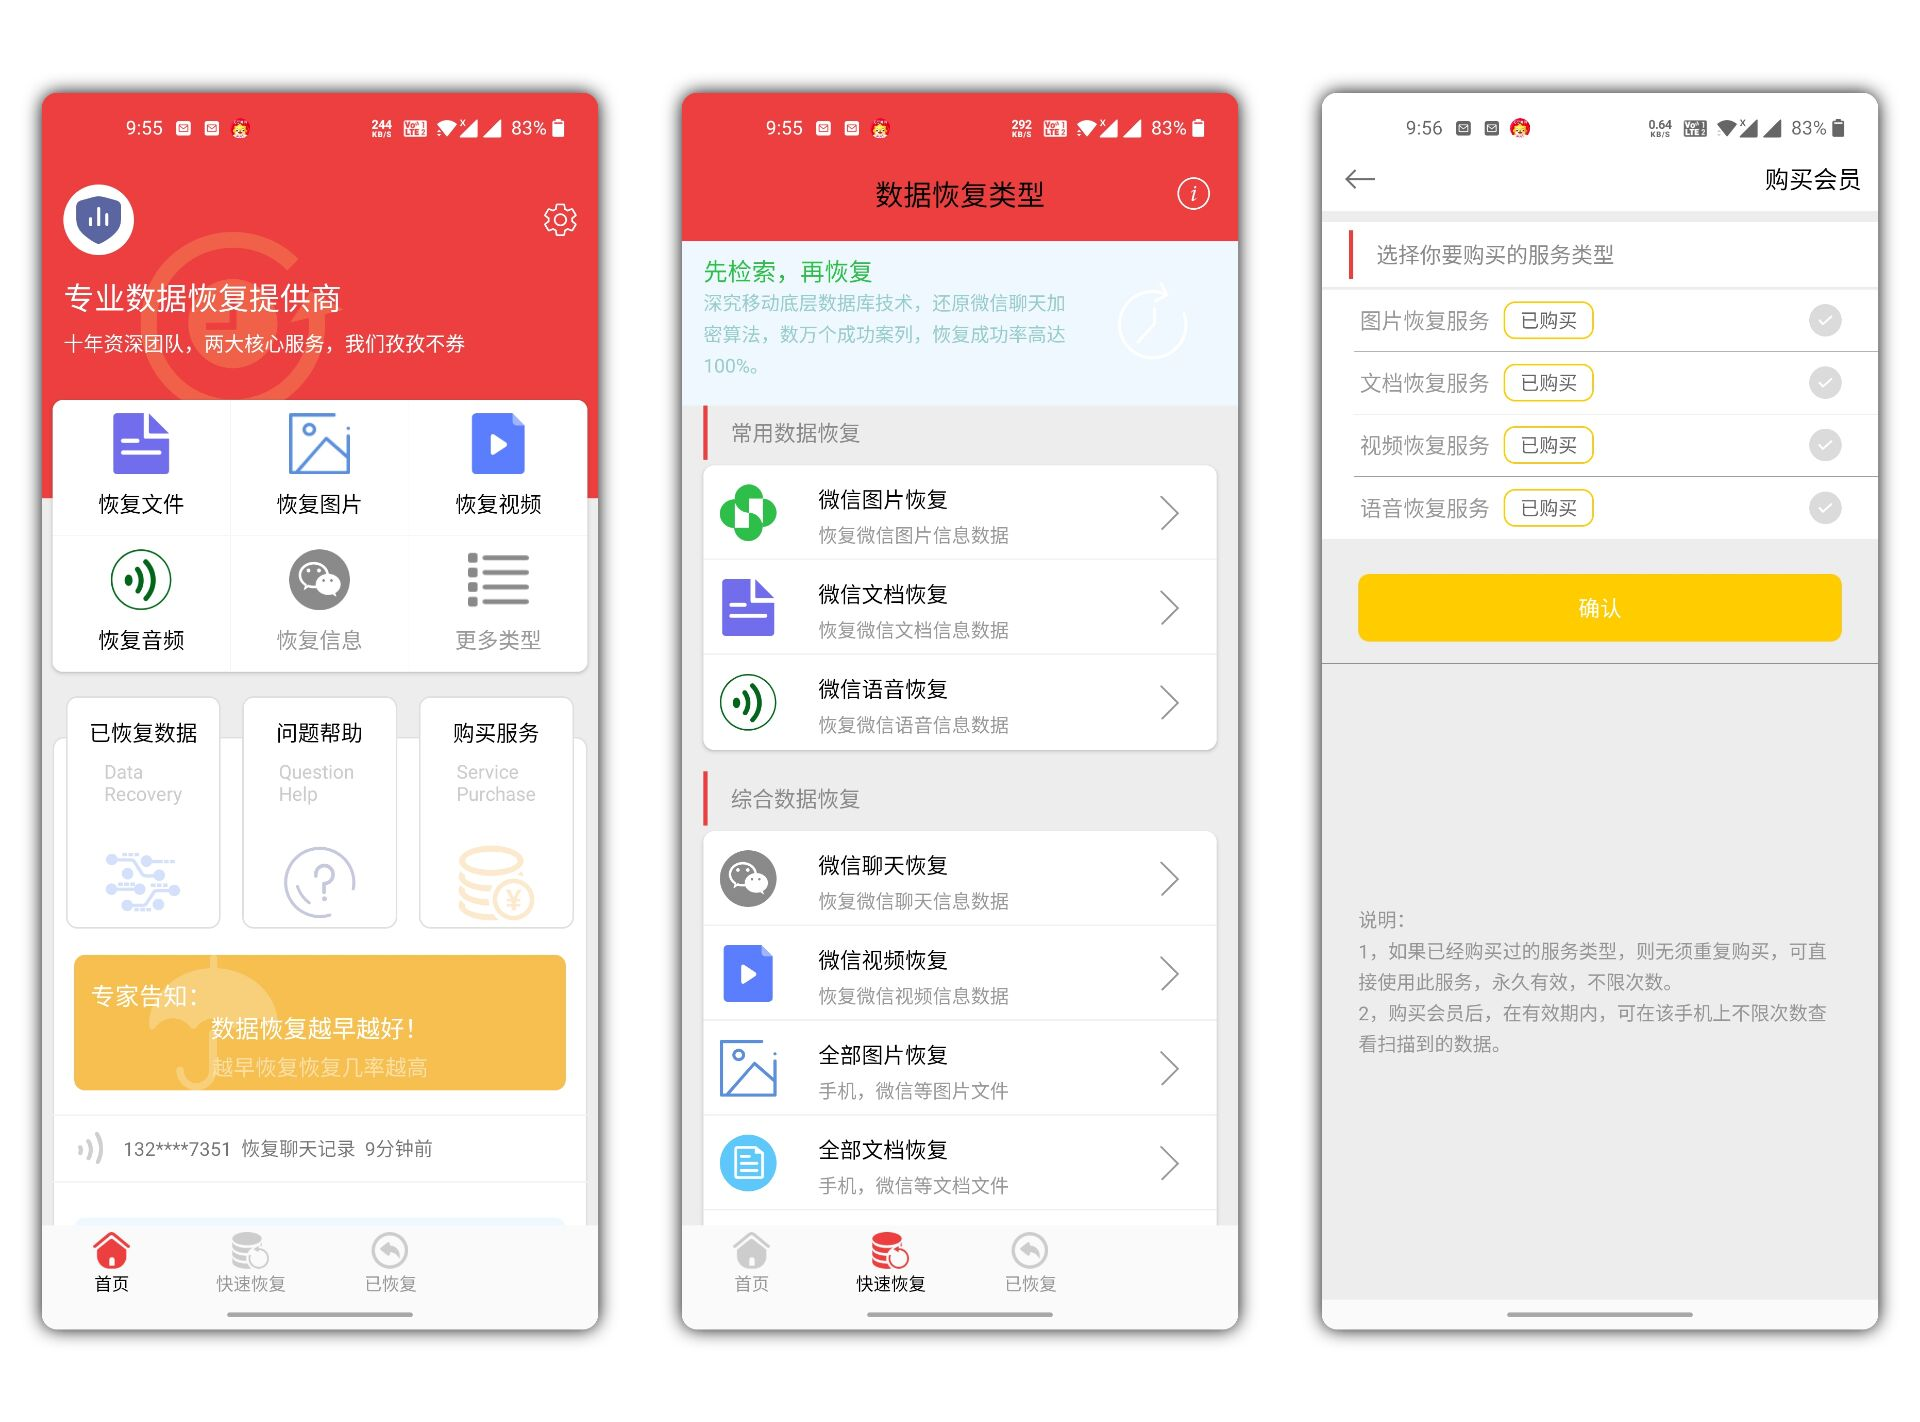 9:55
244 KB/S
Vo 1 LTE 2
83%
专业数据恢复提供商
十年资深团队，两大核心服务，我们孜孜不券
恢复文件
恢复图片
恢复视频
恢复音频
恢复信息
更多类型
已恢复数据
Data
Recovery
问题帮助
Question
Help
购买服务
Service
Purchase
专家告知：
数据恢复越早越好！
越早恢复恢复几率越高
132****7351 恢复聊天记录 9分钟前
首页
快速恢复
已恢复
9:55
292 KB/S
Vo 1 LTE 2
83%
数据恢复类型
先检索，再恢复
深究移动底层数据库技术，还原微信聊天加
密算法，数万个成功案列，恢复成功率高达
100%。
常用数据恢复
微信图片恢复
恢复微信图片信息数据
微信文档恢复
恢复微信文档信息数据
微信语音恢复
恢复微信语音信息数据
综合数据恢复
微信聊天恢复
恢复微信聊天信息数据
微信视频恢复
恢复微信视频信息数据
全部图片恢复
手机，微信等图片文件
全部文档恢复
手机，微信等文档文件
首页
快速恢复
已恢复
9:56
0.64 KB/S
Vo 1 LTE 2
83%
购买会员
选择你要购买的服务类型
图片恢复服务 已购买
文档恢复服务 已购买
视频恢复服务 已购买
语音恢复服务 已购买
确认
说明：
1，如果已经购买过的服务类型，则无须重复购买，可直
接使用此服务，永久有效，不限次数。
2，购买会员后，在有效期内，可在该手机上不限次数查
看扫描到的数据。